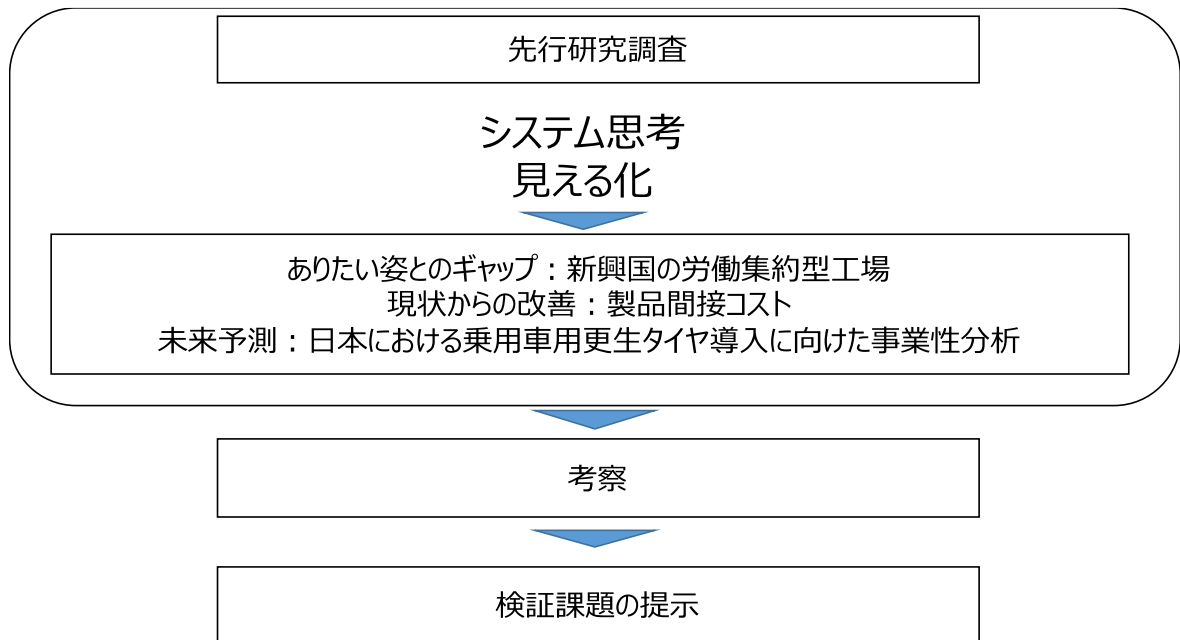 先行研究調査
システム思考
見える化
ありたい姿とのギャップ：新興国の労働集約型工場
現状からの改善：製品間接コスト
未来予測：日本における乗用車用更生タイヤ導入に向けた事業性分析
考察
検証課題の提示